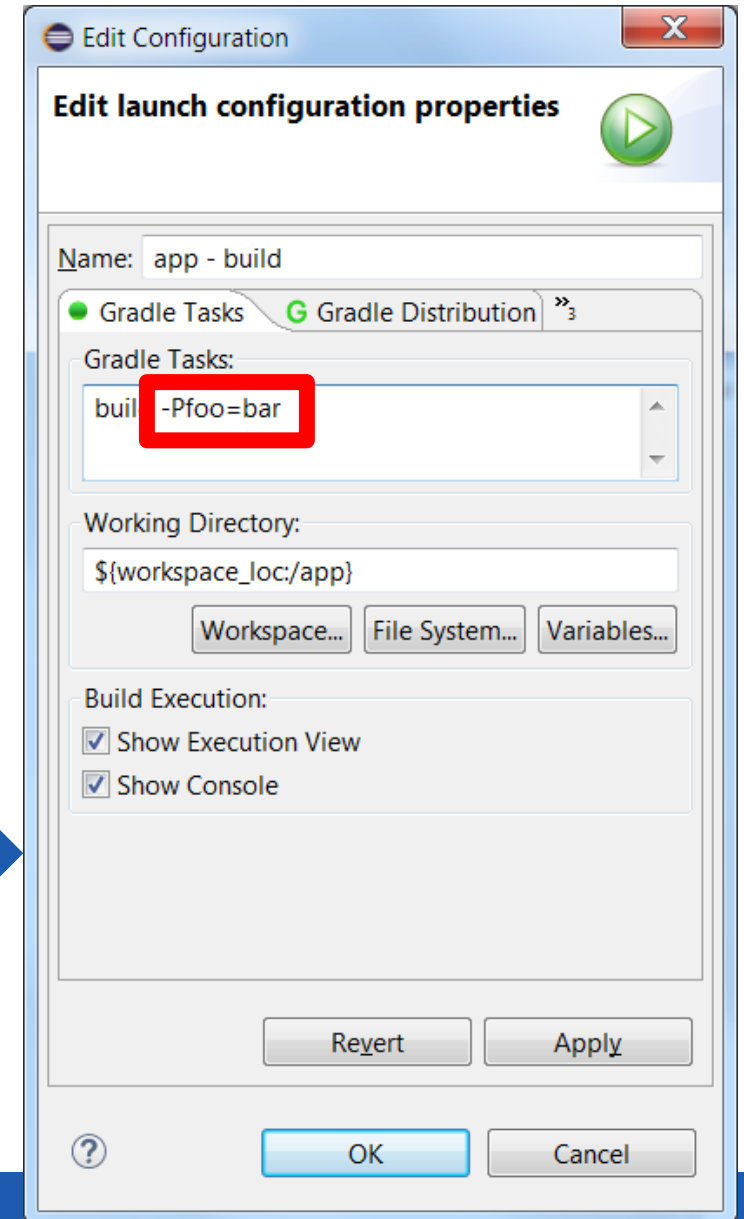 Edit Configuration
Edit launch configuration properties
Name: app - build
Gradle Tasks G Gradle Distribution »3
Gradle Tasks:
buil -Pfoo=bar
Working Directory:
${workspace_loc:/app}
Workspace... File System... Variables...
Build Execution:
Show Execution View
Show Console
Revert Apply
? OK Cancel